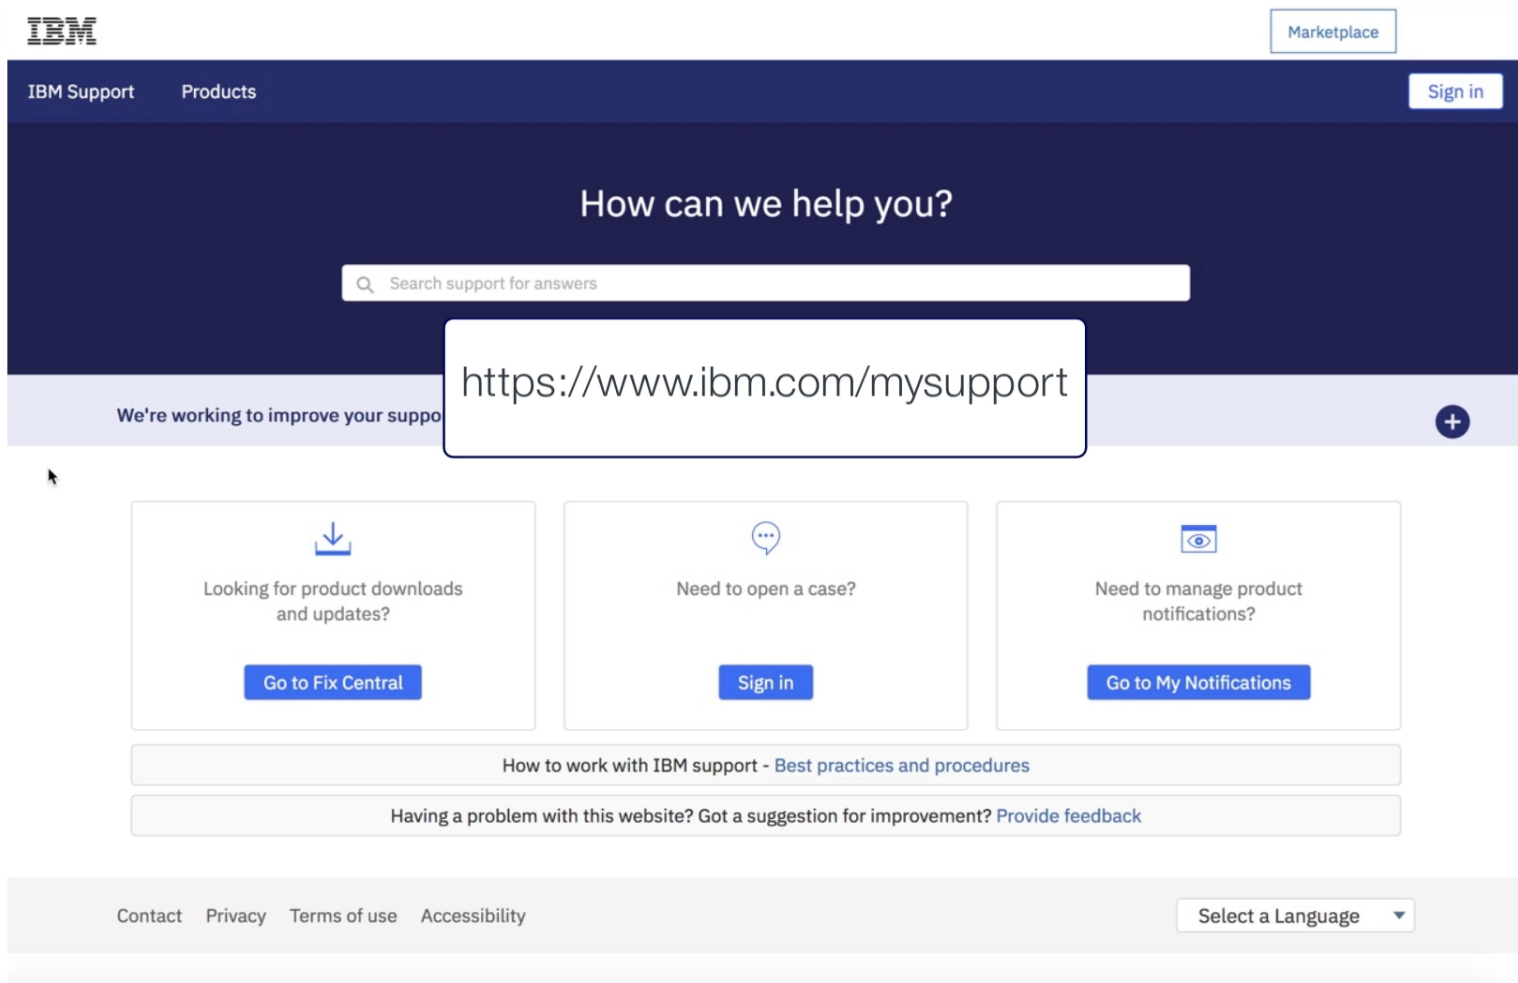 IBM
Marketplace
IBM Support
Products
Sign in
How can we help you?
Search support for answers
https://www.ibm.com/mysupport
We're working to improve your suppo
Looking for product downloads
and updates?
Go to Fix Central
Need to open a case?
Sign in
Need to manage product
notifications?
Go to My Notifications
How to work with IBM support - Best practices and procedures
Having a problem with this website? Got a suggestion for improvement? Provide feedback
Contact
Privacy
Terms of use
Accessibility
Select a Language